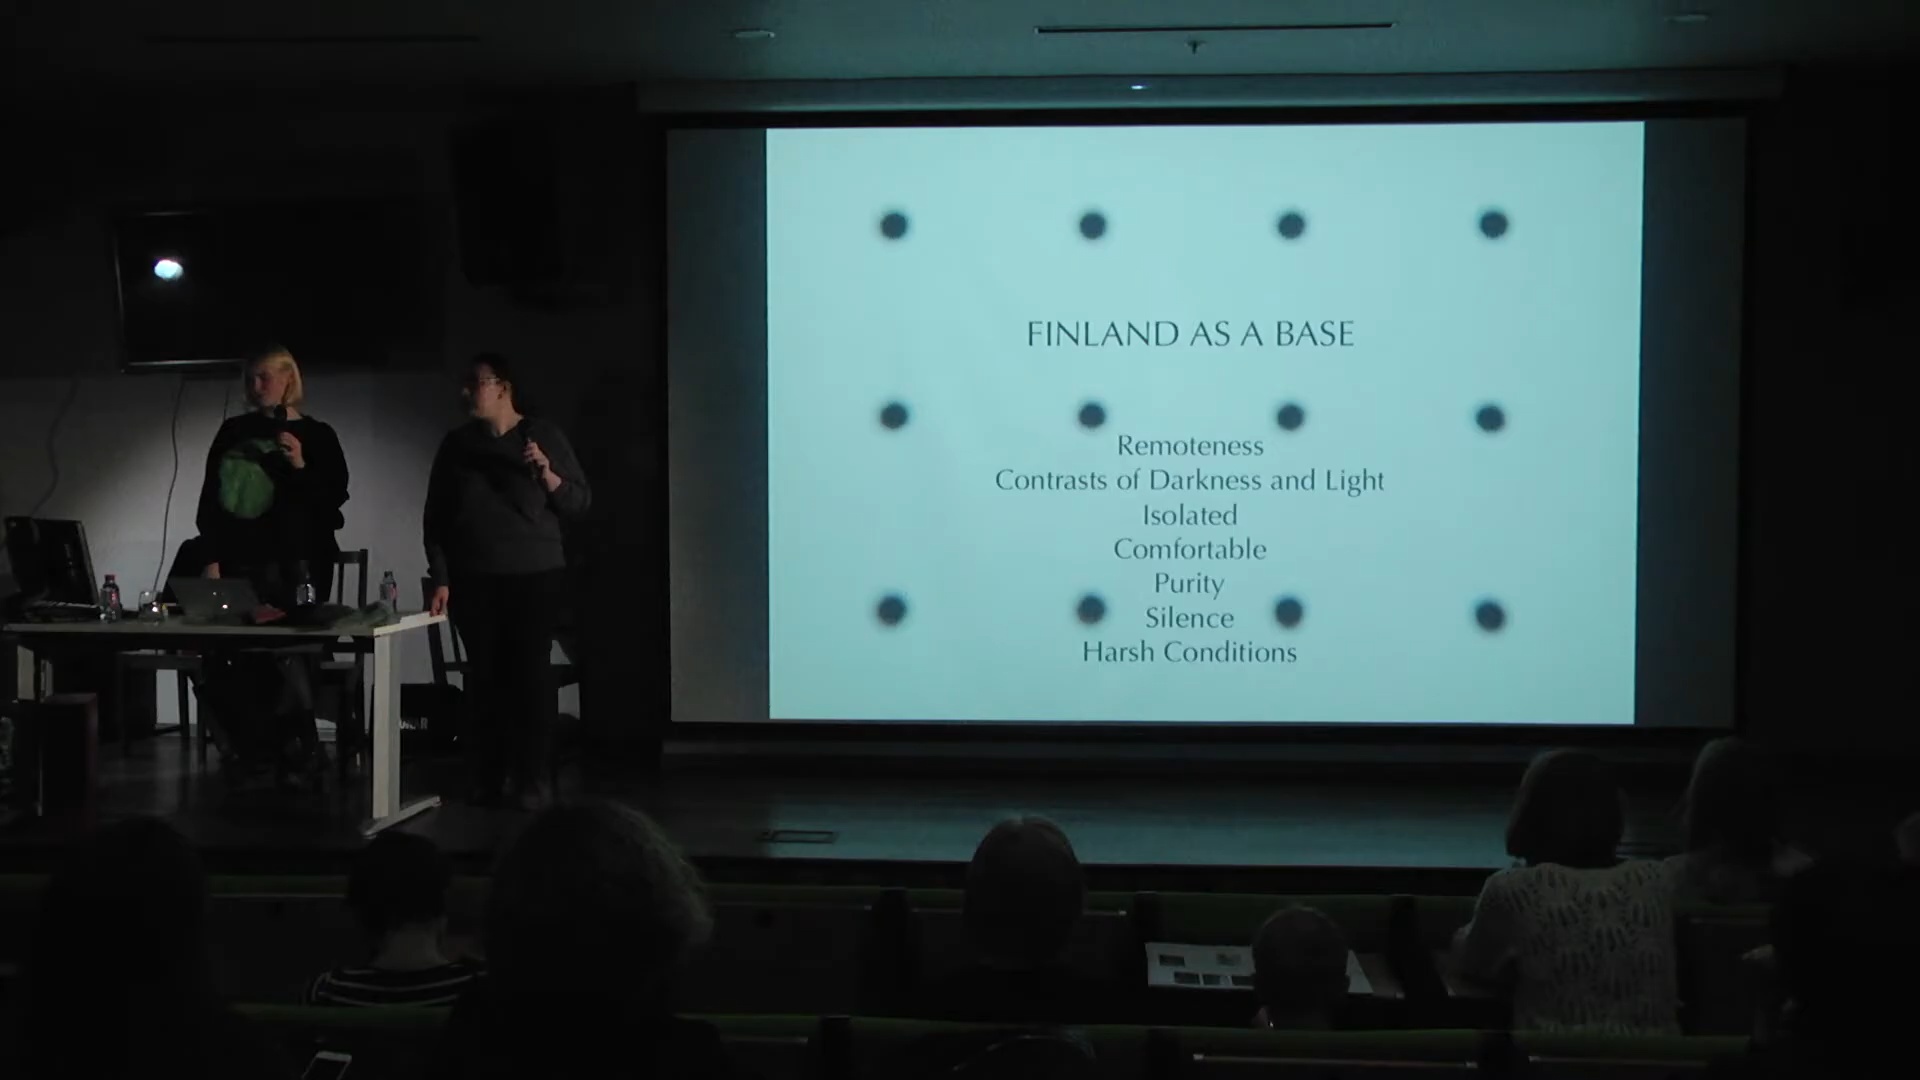 FINLAND AS A BASE
Remoteness
Contrasts of Darkness and Light
Isolated
Comfortable
Purity
Silence
Harsh Conditions